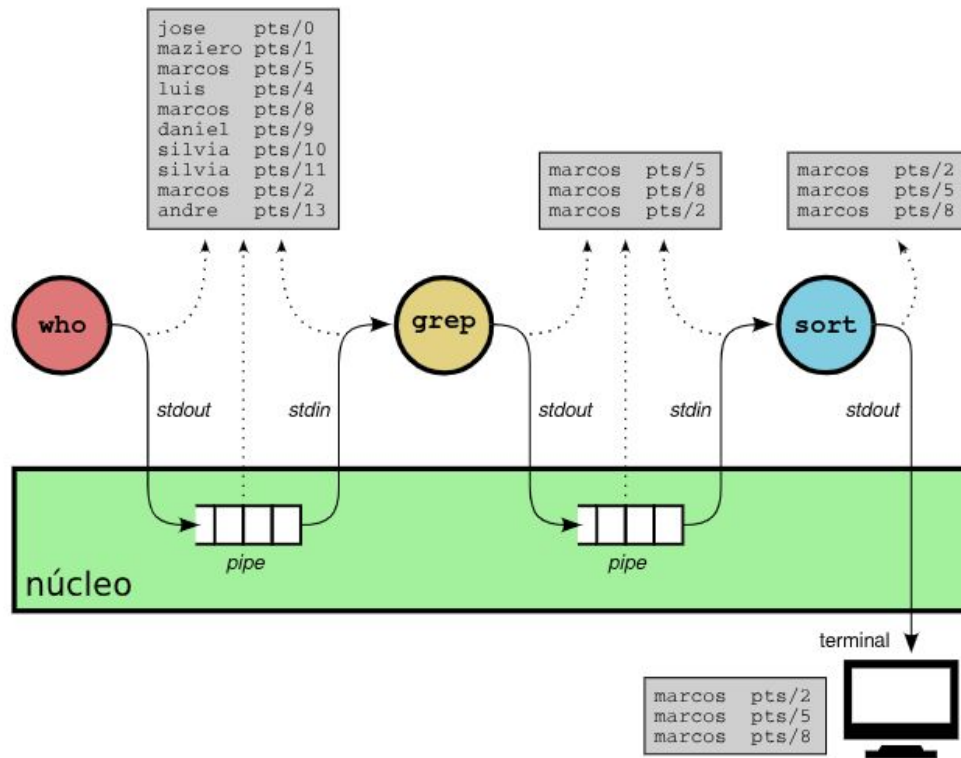 jose pts/0
maziero pts/1
marcos pts/5
luis pts/4
marcos pts/8
daniel pts/9
silvia pts/10
silvia pts/11
marcos pts/2
andre pts/13
marcos pts/5
marcos pts/8
marcos pts/2
marcos pts/2
marcos pts/5
marcos pts/8
who
grep
sort
stdout
stdin
stdout
stdin
stdout
pipe
pipe
núcleo
terminal
marcos pts/2
marcos pts/5
marcos pts/8